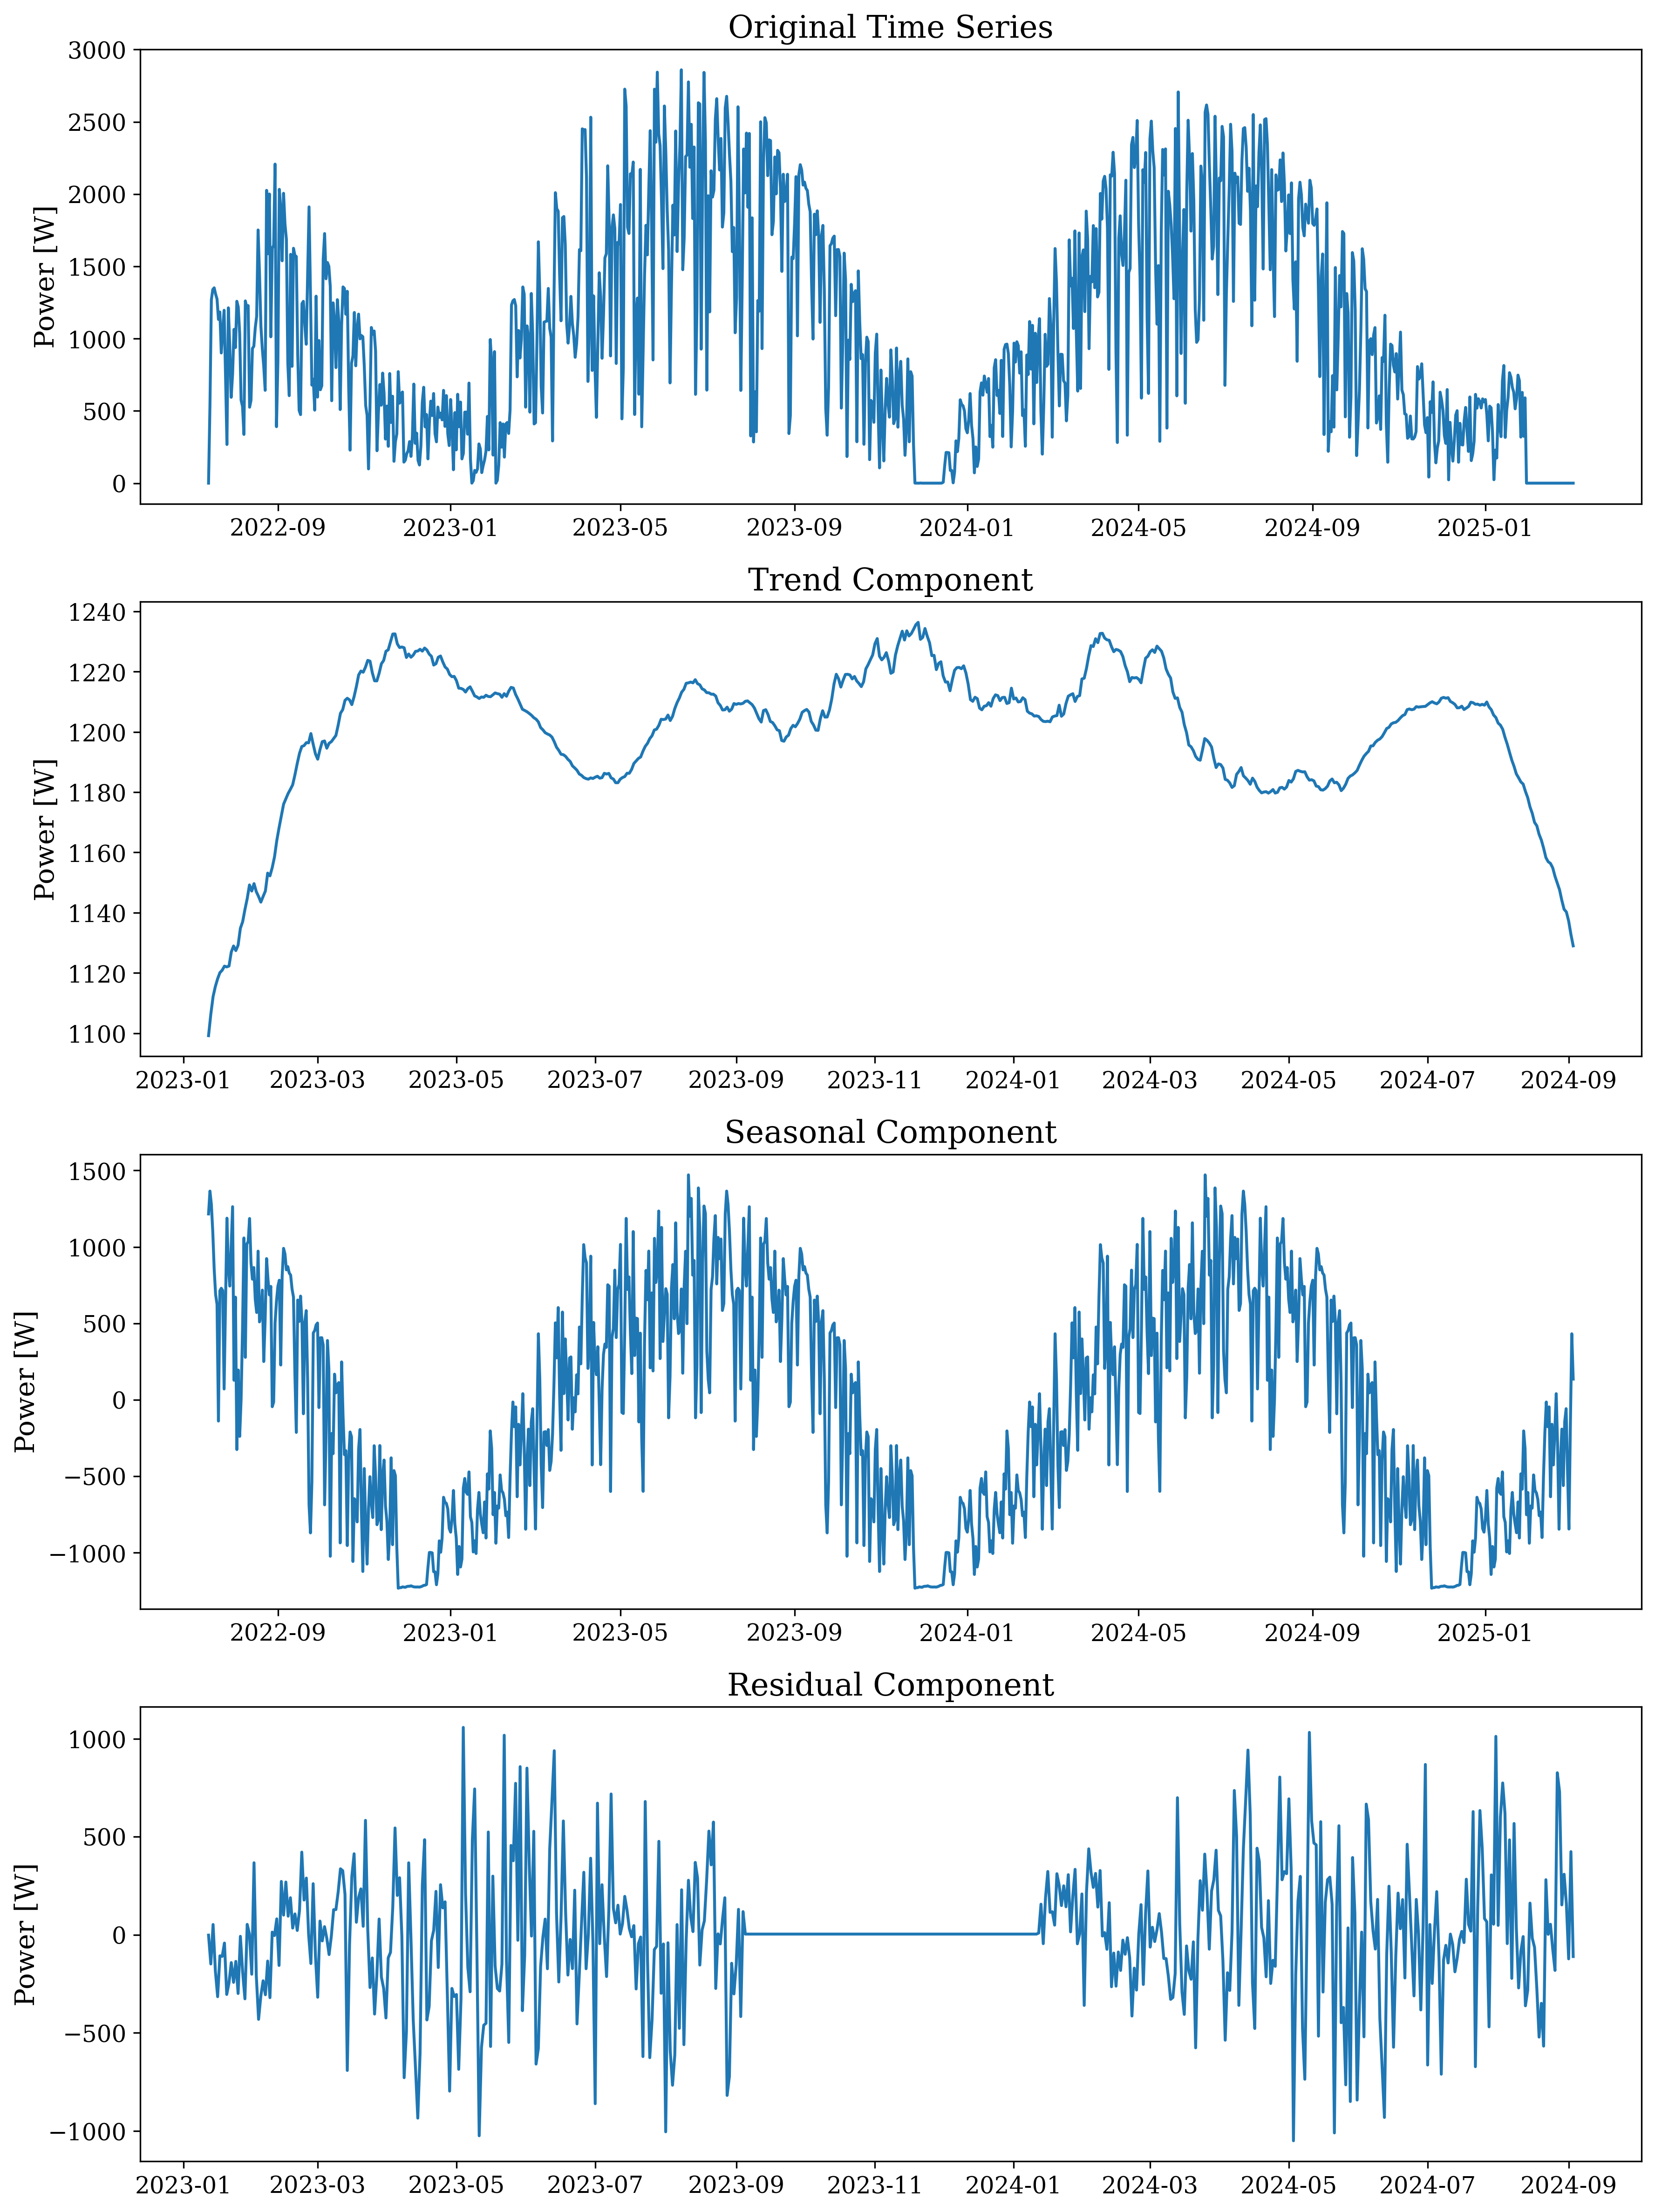 Original Time Series
Power [W]
3000
2500
2000
1500
1000
500
0
2022-09 2023-01 2023-05 2023-09 2024-01 2024-05 2024-09 2025-01
Trend Component
Power [W]
1240
1220
1200
1180
1160
1140
1120
1100
2023-01 2023-03 2023-05 2023-07 2023-09 2023-11 2024-01 2024-03 2024-05 2024-07 2024-09
Seasonal Component
Power [W]
1500
1000
500
0
−500
−1000
2022-09 2023-01 2023-05 2023-09 2024-01 2024-05 2024-09 2025-01
Residual Component
Power [W]
1000
500
0
−500
−1000
2023-01 2023-03 2023-05 2023-07 2023-09 2023-11 2024-01 2024-03 2024-05 2024-07 2024-09